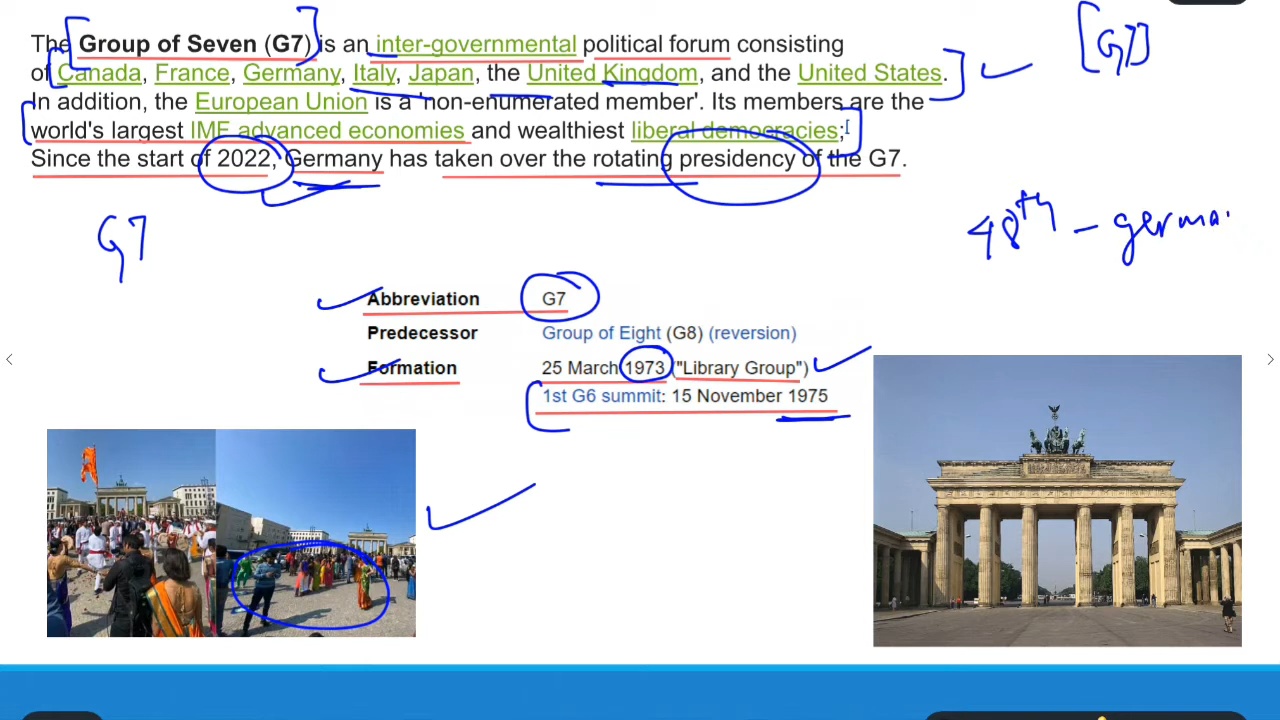 [G7]
The Group of Seven (G7) is an inter-governmental political forum consisting
of Canada, France, Germany, Italy, Japan, the United Kingdom, and the United States.
In addition, the European Union is a 'non-enumerated member'. Its members are the
world's largest IMF advanced economies and wealthiest liberal democracies;[
Since the start of 2022, Germany has taken over the rotating presidency of the G7.
G7
48th - germa
Abbreviation G7
Predecessor Group of Eight (G8) (reversion)
Formation 25 March 1973 ("Library Group")
1st G6 summit: 15 November 1975